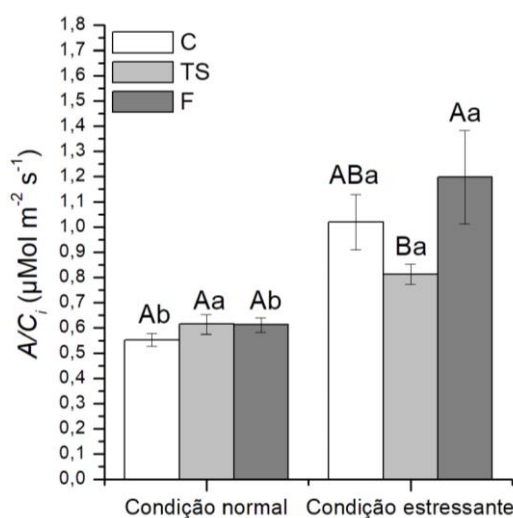 1,8
1,7
1,6
1,5
1,4
1,3
1,2
1,1
1,0
0,9
0,8
0,7
0,6
0,5
0,4
0,3
0,2
0,1
0,0
A/Cᵢ (µMol m⁻² s⁻¹)
C
TS
F
Ab
Aa
Ab
ABa
Ba
Aa
Condição normal
Condição estressante